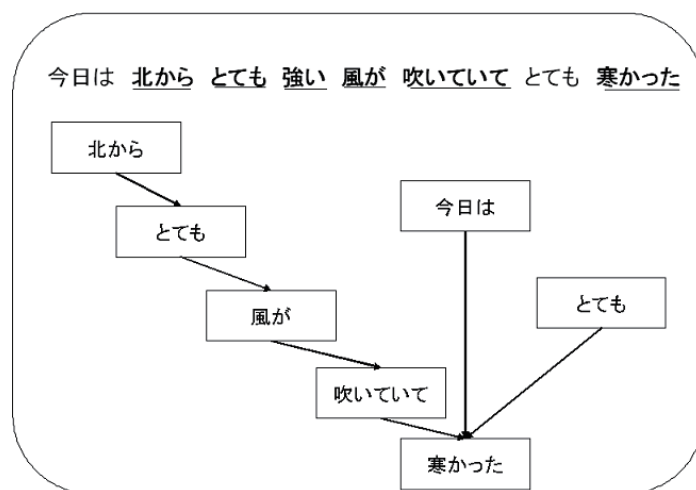 今日は 北から とても 強い 風が 吹いていて とても 寒かった
北から
今日は
とても
とても
風が
吹いていて
寒かった